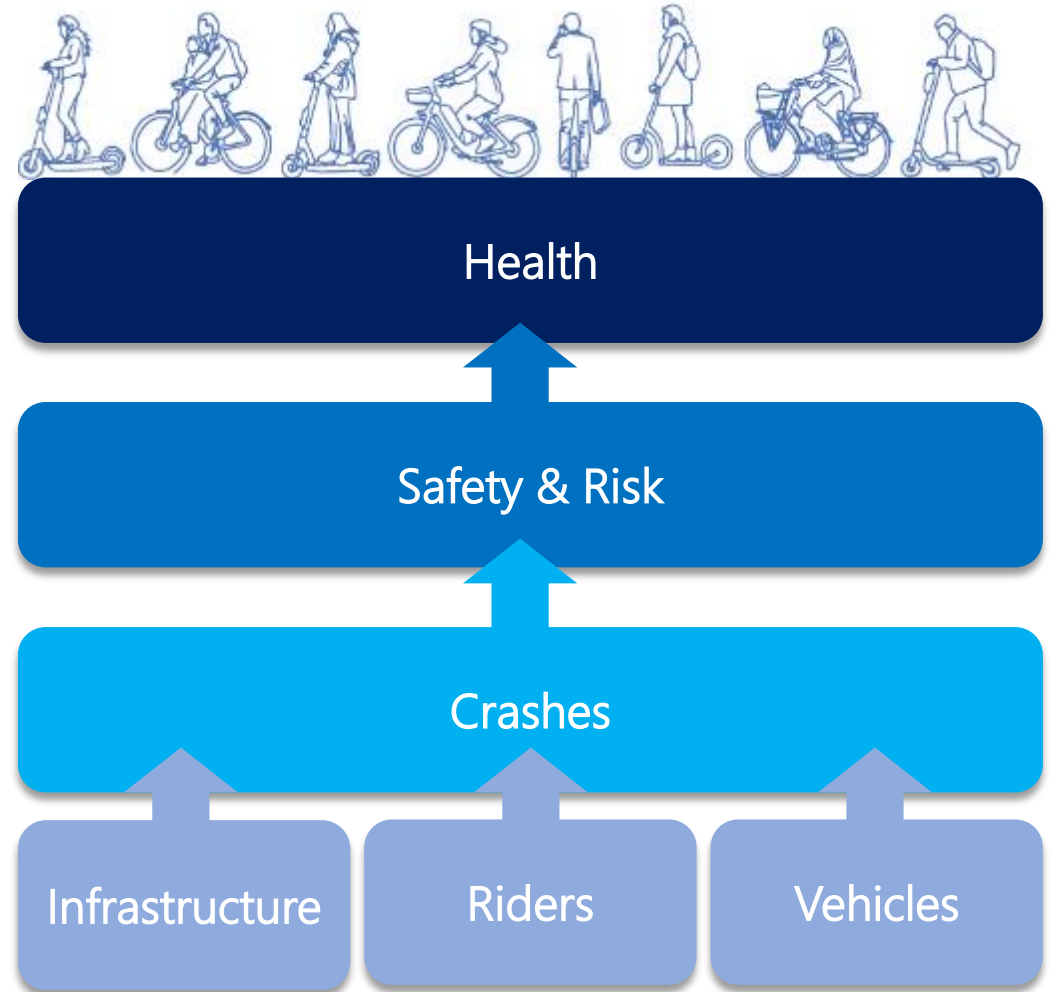 Health
Safety & Risk
Crashes
Infrastructure
Riders
Vehicles